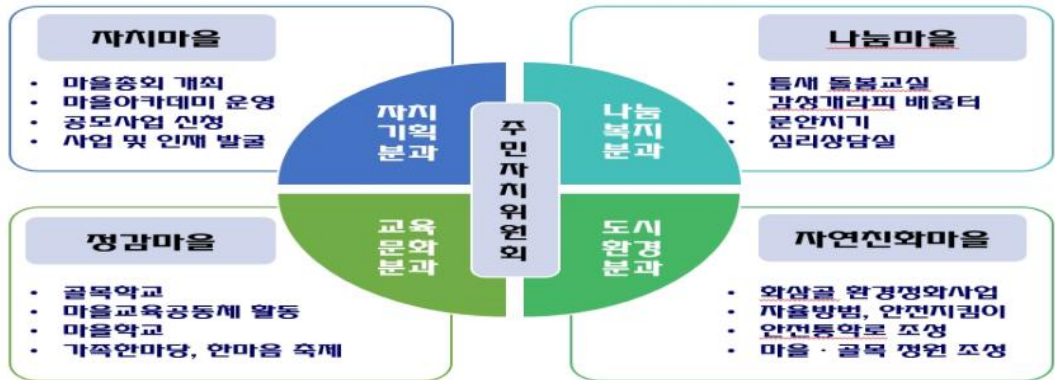 자치마을
• 마을총회 개최
• 마을아카데미 운영
• 공모사업 신청
• 사업 및 인재 발굴
나눔마을
• 틈새 돌봄교실
• 감성개라피 배움터
• 문안지기
• 심리상담실
자치
기획
분과
나눔
복지
분과
주민자치위원회
교육
문화
분과
도시
환경
분과
정감마을
• 골목학교
• 마을교육공동체 활동
• 마을학교
• 가족한마당, 한마음 축제
자연친화마을
• 화상골 환경정화사업
• 자율방범, 안전지킴이
• 안전통학로 조성
• 마을 · 골목 정원 조성